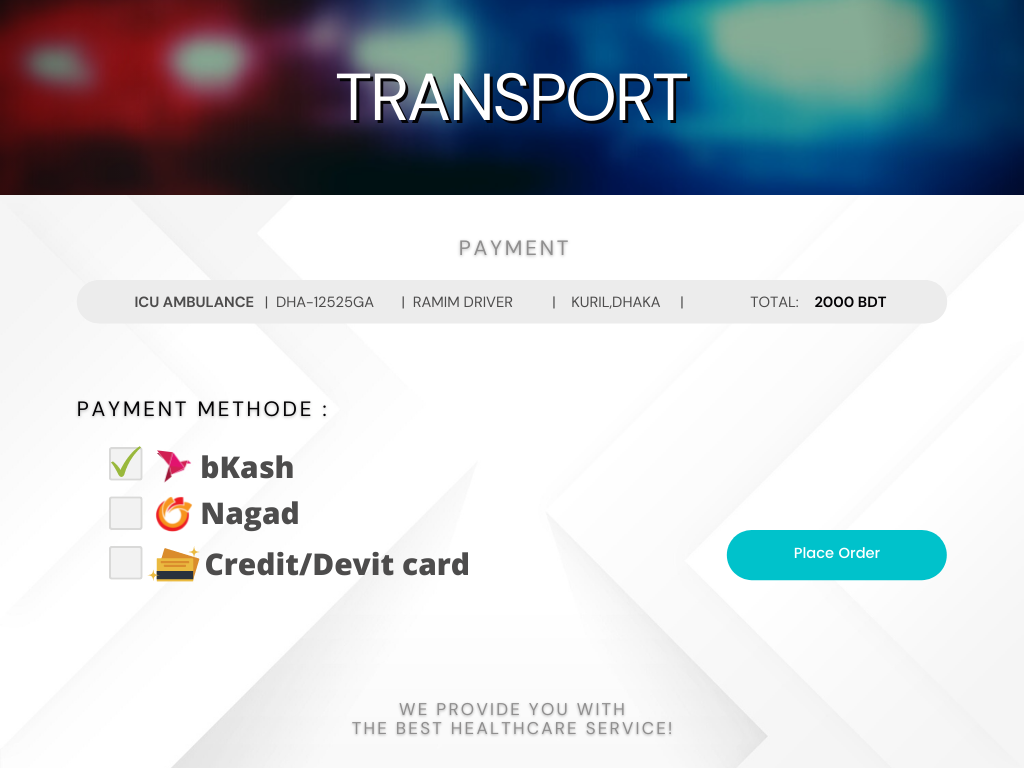 TRANSPORT
PAYMENT
ICU AMBULANCE | DHA-12525GA | RAMIM DRIVER | KURIL,DHAKA | TOTAL: 2000 BDT
PAYMENT METHODE :
bKash
Nagad
Credit/Devit card
Place Order
WE PROVIDE YOU WITH
THE BEST HEALTHCARE SERVICE!